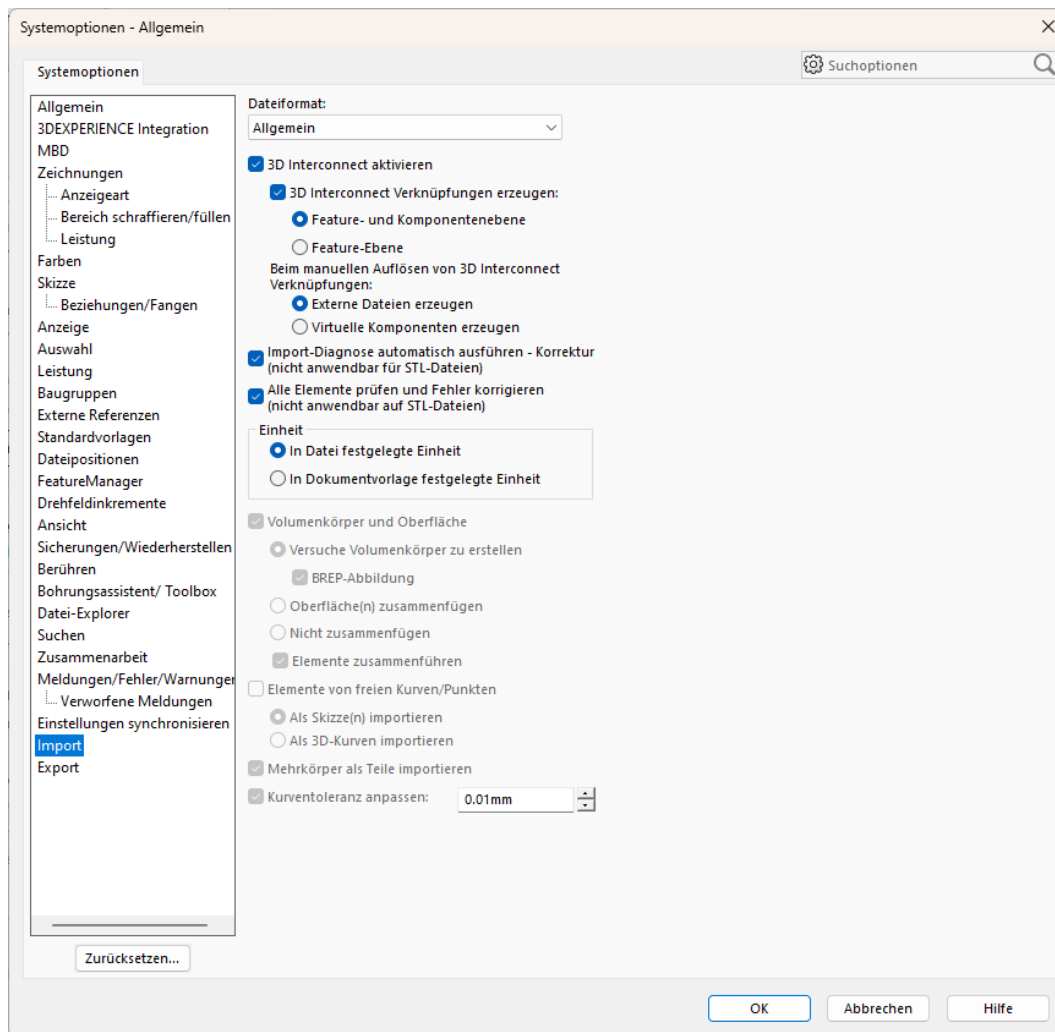 Systemoptionen - Allgemein
Systemoptionen
Suchoptionen
Allgemein
3DEXPERIENCE Integration
MBD
Zeichnungen
Anzeigeart
Bereich schraffieren/füllen
Leistung
Farben
Skizze
Beziehungen/Fangen
Anzeige
Auswahl
Leistung
Baugruppen
Externe Referenzen
Standardvorlagen
Dateipositionen
FeatureManager
Drehfeldinkremente
Ansicht
Sicherungen/Wiederherstellen
Berühren
Bohrungsassistent/ Toolbox
Datei-Explorer
Suchen
Zusammenarbeit
Meldungen/Fehler/Warnungen
Verworfene Meldungen
Einstellungen synchronisieren
Import
Export
Zurücksetzen...
Dateiformat:
Allgemein
3D Interconnect aktivieren
3D Interconnect Verknüpfungen erzeugen:
Feature- und Komponentenebene
Feature-Ebene
Beim manuellen Auflösen von 3D Interconnect
Verknüpfungen:
Externe Dateien erzeugen
Virtuelle Komponenten erzeugen
Import-Diagnose automatisch ausführen - Korrektur
(nicht anwendbar für STL-Dateien)
Alle Elemente prüfen und Fehler korrigieren
(nicht anwendbar auf STL-Dateien)
Einheit
In Datei festgelegte Einheit
In Dokumentvorlage festgelegte Einheit
Volumenkörper und Oberfläche
Versuche Volumenkörper zu erstellen
BREP-Abbildung
Oberfläche(n) zusammenfügen
Nicht zusammenfügen
Elemente zusammenführen
Elemente von freien Kurven/Punkten
Als Skizze(n) importieren
Als 3D-Kurven importieren
Mehrkörper als Teile importieren
Kurventoleranz anpassen: 0.01mm
OK
Abbrechen
Hilfe